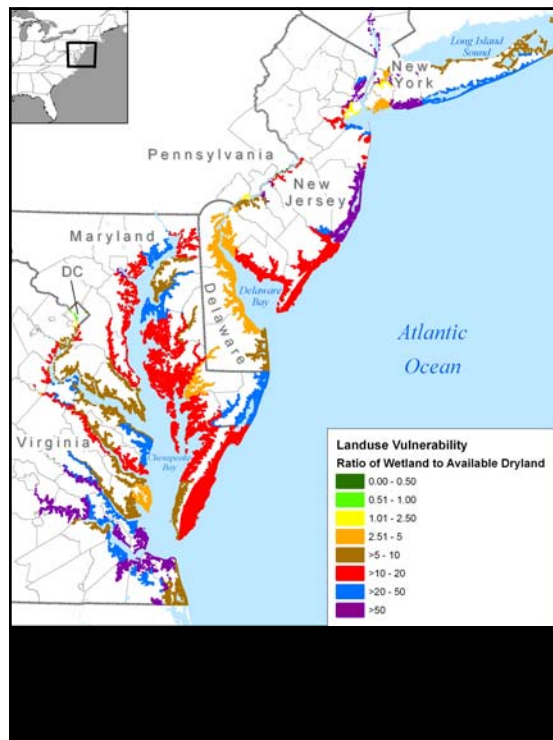 Long Island
Sound
New
York
Pennsylvania
New
Jersey
Maryland
DC
Delaware
Delaware
Bay
Atlantic
Ocean
Virginia
Chesapeake
Bay
Landuse Vulnerability
Ratio of Wetland to Available Dryland
0.00 - 0.50
0.51 - 1.00
1.01 - 2.50
2.51 - 5
>5 - 10
>10 - 20
>20 - 50
>50